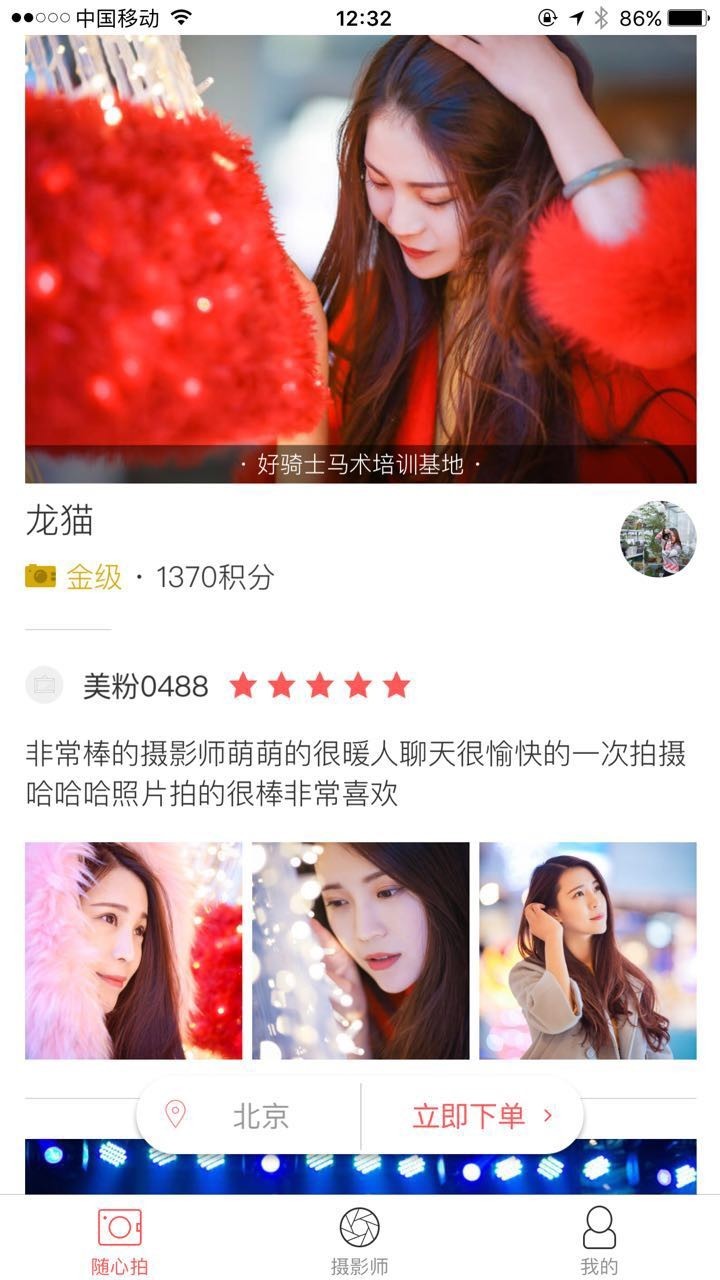 中国移动
12:32
86%
· 好骑士马术培训基地 ·
龙猫
金级 · 1370积分
美粉0488
非常棒的摄影师萌萌的很暖人聊天很愉快的一次拍摄
哈哈哈照片拍的很棒非常喜欢
北京
立即下单 >
随心拍
摄影师
我的